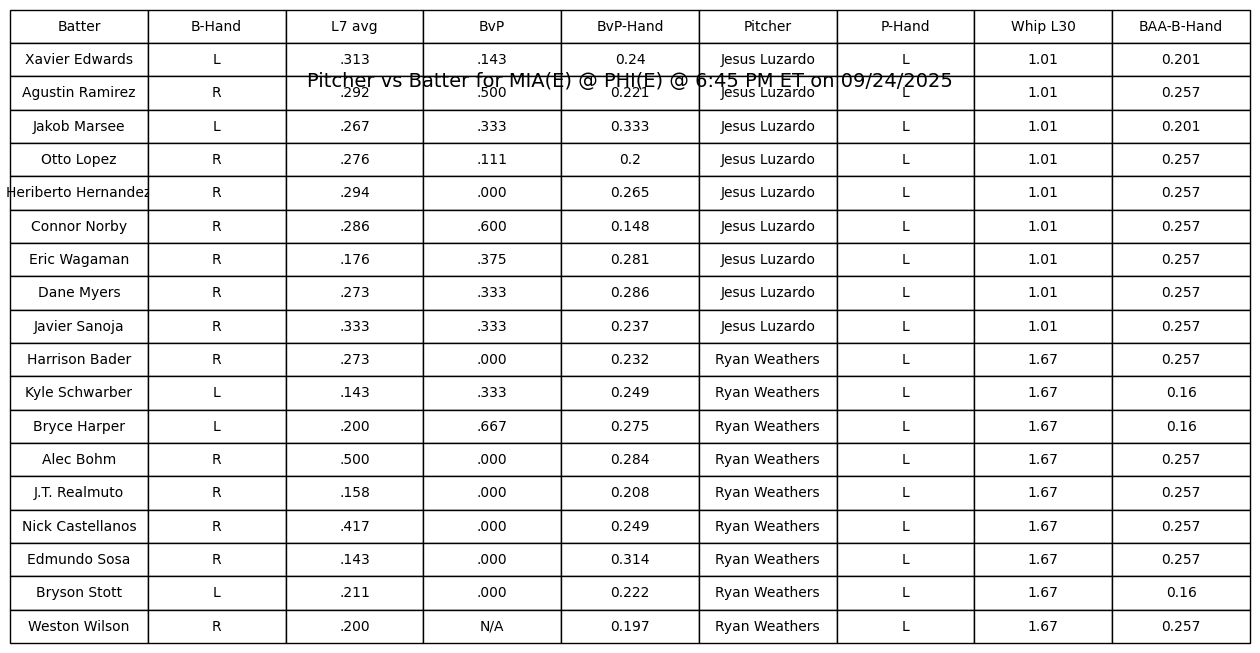 Batter B-Hand L7 avg BvP BvP-Hand Pitcher P-Hand Whip L30 BAA-B-Hand
Xavier Edwards L .313 .143 0.24 Jesus Luzardo L 1.01 0.201
Pitcher vs Batter for MIA(E) @ PHI(E) @ 6:45 PM ET on 09/24/2025
Agustin Ramirez R .292 .500 0.221 Jesus Luzardo L 1.01 0.257
Jakob Marsee L .267 .333 0.333 Jesus Luzardo L 1.01 0.201
Otto Lopez R .276 .111 0.2 Jesus Luzardo L 1.01 0.257
Heriberto Hernandez R .294 .000 0.265 Jesus Luzardo L 1.01 0.257
Connor Norby R .286 .600 0.148 Jesus Luzardo L 1.01 0.257
Eric Wagaman R .176 .375 0.281 Jesus Luzardo L 1.01 0.257
Dane Myers R .273 .333 0.286 Jesus Luzardo L 1.01 0.257
Javier Sanoja R .333 .333 0.237 Jesus Luzardo L 1.01 0.257
Harrison Bader R .273 .000 0.232 Ryan Weathers L 1.67 0.257
Kyle Schwarber L .143 .333 0.249 Ryan Weathers L 1.67 0.16
Bryce Harper L .200 .667 0.275 Ryan Weathers L 1.67 0.16
Alec Bohm R .500 .000 0.284 Ryan Weathers L 1.67 0.257
J.T. Realmuto R .158 .000 0.208 Ryan Weathers L 1.67 0.257
Nick Castellanos R .417 .000 0.249 Ryan Weathers L 1.67 0.257
Edmundo Sosa R .143 .000 0.314 Ryan Weathers L 1.67 0.257
Bryson Stott L .211 .000 0.222 Ryan Weathers L 1.67 0.16
Weston Wilson R .200 N/A 0.197 Ryan Weathers L 1.67 0.257